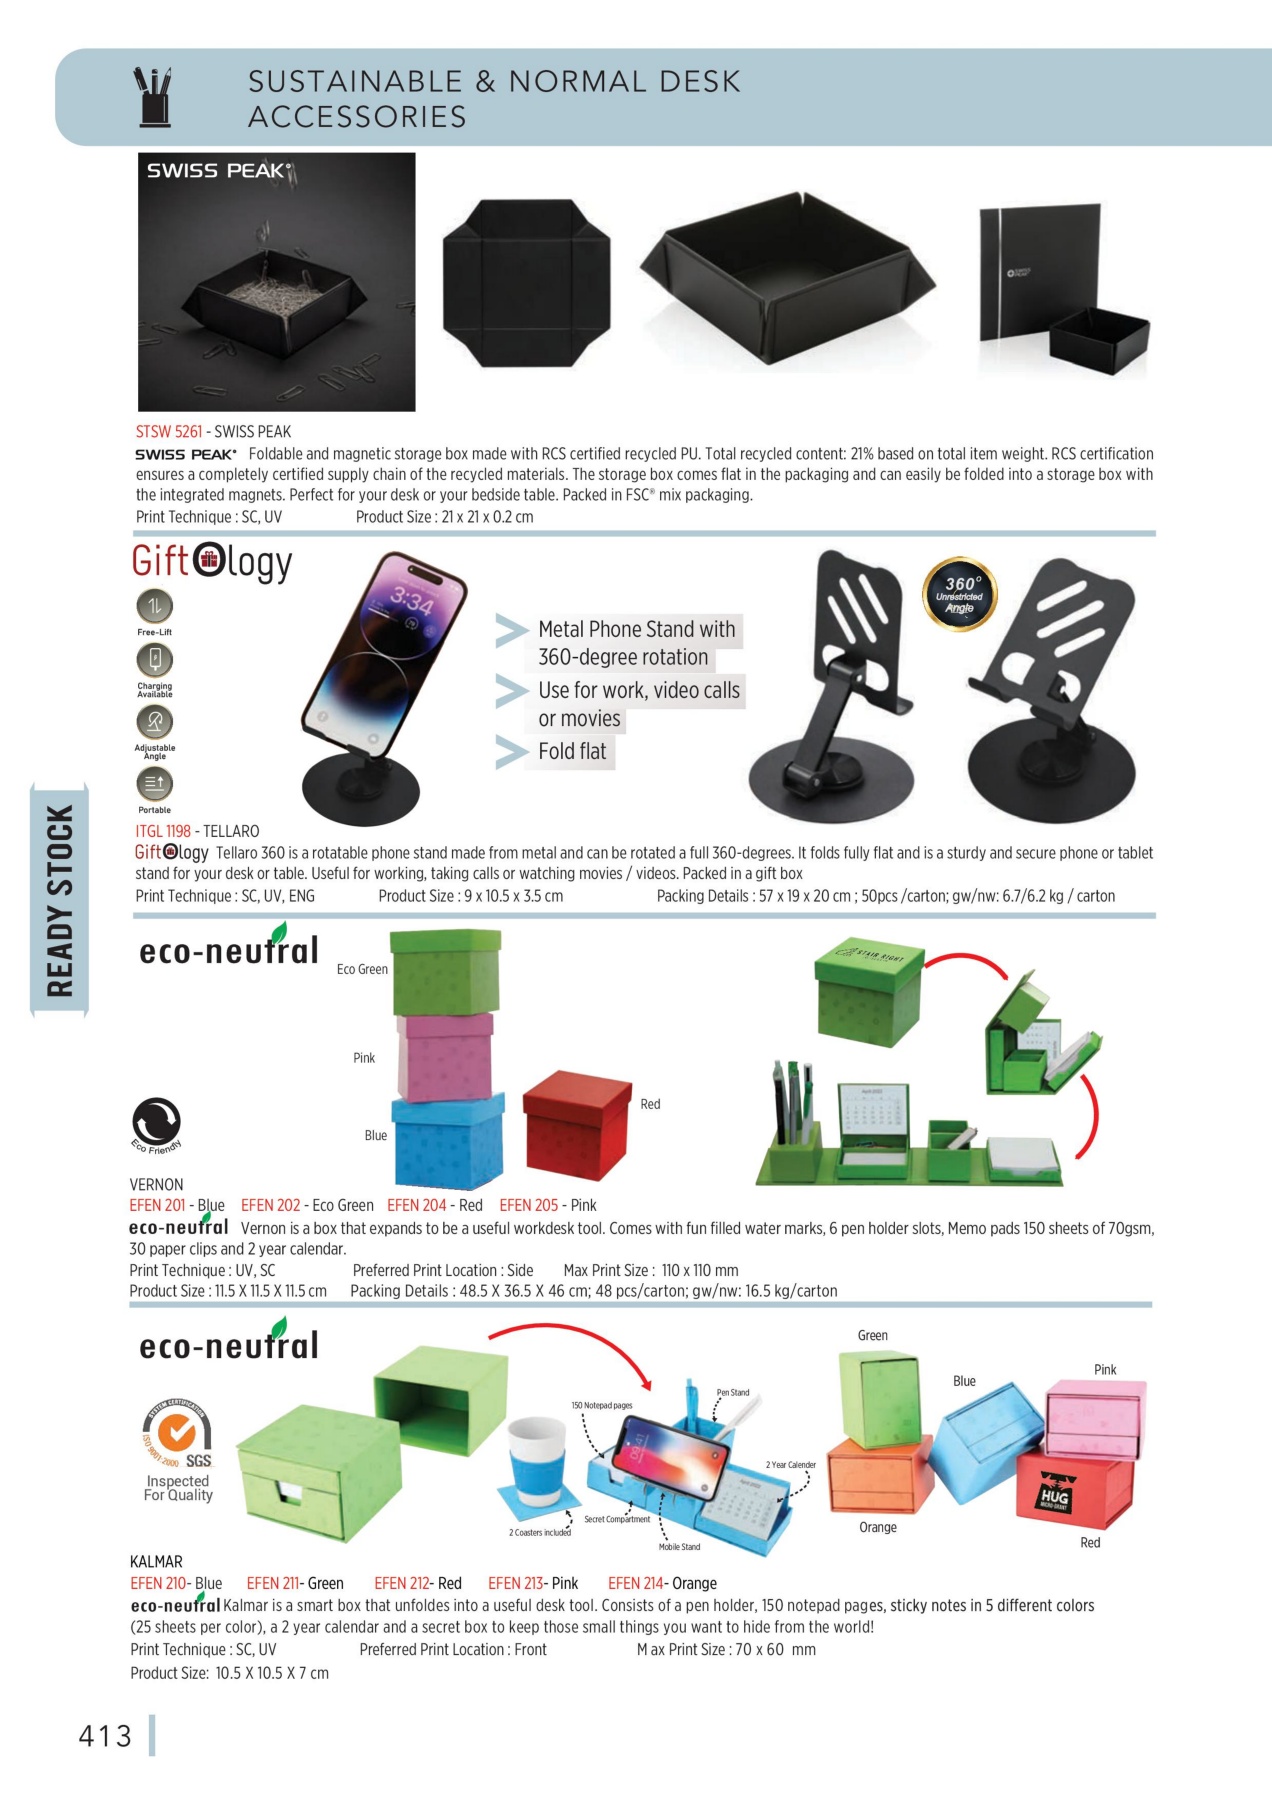 SUSTAINABLE & NORMAL DESK
ACCESSORIES
SWISS PEAK°
SWISS PEAK
STSW 5261 - SWISS PEAK
SWISS PEAK° Foldable and magnetic storage box made with RCS certified recycled PU. Total recycled content: 21% based on total item weight. RCS certification
ensures a completely certified supply chain of the recycled materials. The storage box comes flat in the packaging and can easily be folded into a storage box with
the integrated magnets. Perfect for your desk or your bedside table. Packed in FSC® mix packaging.
Print Technique : SC, UV Product Size : 21 x 21 x 0.2 cm
GiftOlogy
Free-Lift
Charging
Available
Adjustable
Angle
Portable
3:34
Metal Phone Stand with
360-degree rotation
Use for work, video calls
or movies
Fold flat
360°
Unrestricted
Angle
READY STOCK
ITGL 1198 - TELLARO
GiftOlogy Tellaro 360 is a rotatable phone stand made from metal and can be rotated a full 360-degrees. It folds fully flat and is a sturdy and secure phone or tablet
stand for your desk or table. Useful for working, taking calls or watching movies / videos. Packed in a gift box
Print Technique : SC, UV, ENG Product Size : 9 x 10.5 x 3.5 cm Packing Details : 57 x 19 x 20 cm ; 50pcs /carton; gw/nw: 6.7/6.2 kg / carton
eco-neutral
Eco Green
Pink
Blue
Red
STAIR RIGHT
Eco Friendly
VERNON
EFEN 201 - Blue EFEN 202 - Eco Green EFEN 204 - Red EFEN 205 - Pink
eco-neutral Vernon is a box that expands to be a useful workdesk tool. Comes with fun filled water marks, 6 pen holder slots, Memo pads 150 sheets of 70gsm,
30 paper clips and 2 year calendar.
Print Technique : UV, SC Preferred Print Location : Side Max Print Size : 110 x 110 mm
Product Size : 11.5 X 11.5 X 11.5 cm Packing Details : 48.5 X 36.5 X 46 cm; 48 pcs/carton; gw/nw: 16.5 kg/carton
eco-neutral
SYSTEM CERTIFICATION
ISO 9001:2000
SGS
Inspected
For Quality
Pen Stand
150 Notepad pages
09:41
2 Year Calender
Secret Compartment
2 Coasters included
Mobile Stand
Green
Blue
Pink
HUG
Orange
Red
KALMAR
EFEN 210- Blue EFEN 211- Green EFEN 212- Red EFEN 213- Pink EFEN 214- Orange
eco-neutral Kalmar is a smart box that unfoldes into a useful desk tool. Consists of a pen holder, 150 notepad pages, sticky notes in 5 different colors
(25 sheets per color), a 2 year calendar and a secret box to keep those small things you want to hide from the world!
Print Technique : SC, UV Preferred Print Location : Front M ax Print Size : 70 x 60 mm
Product Size: 10.5 X 10.5 X 7 cm
413